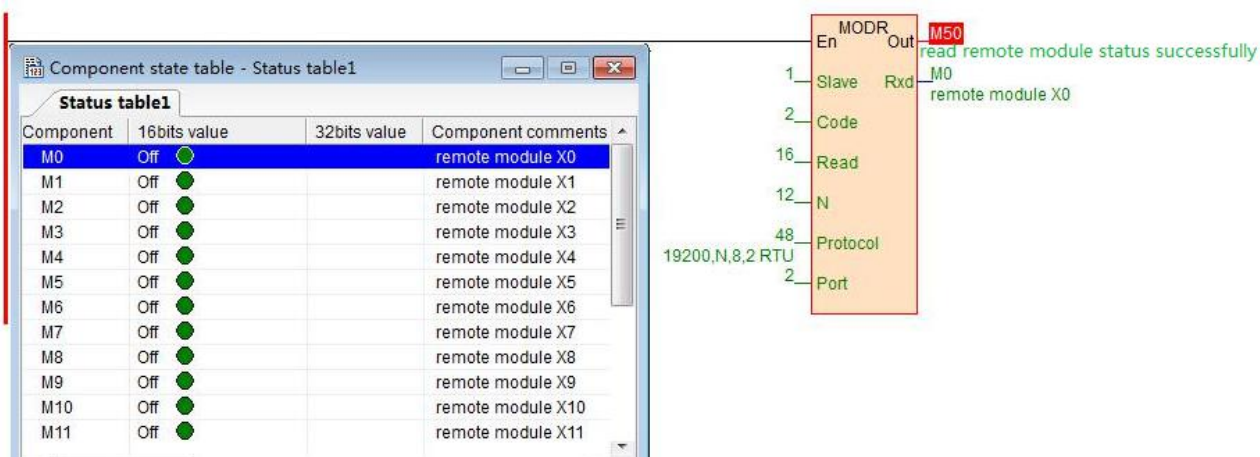 Component state table - Status table1
Status table1
Component 16bits value 32bits value Component comments
M0 Off remote module X0
M1 Off remote module X1
M2 Off remote module X2
M3 Off remote module X3
M4 Off remote module X4
M5 Off remote module X5
M6 Off remote module X6
M7 Off remote module X7
M8 Off remote module X8
M9 Off remote module X9
M10 Off remote module X10
M11 Off remote module X11
MODR
En Out M50
read remote module status successfully
1 Slave Rxd M0
remote module X0
2 Code
16 Read
12 N
48 Protocol
19200,N,8,2 RTU
2 Port